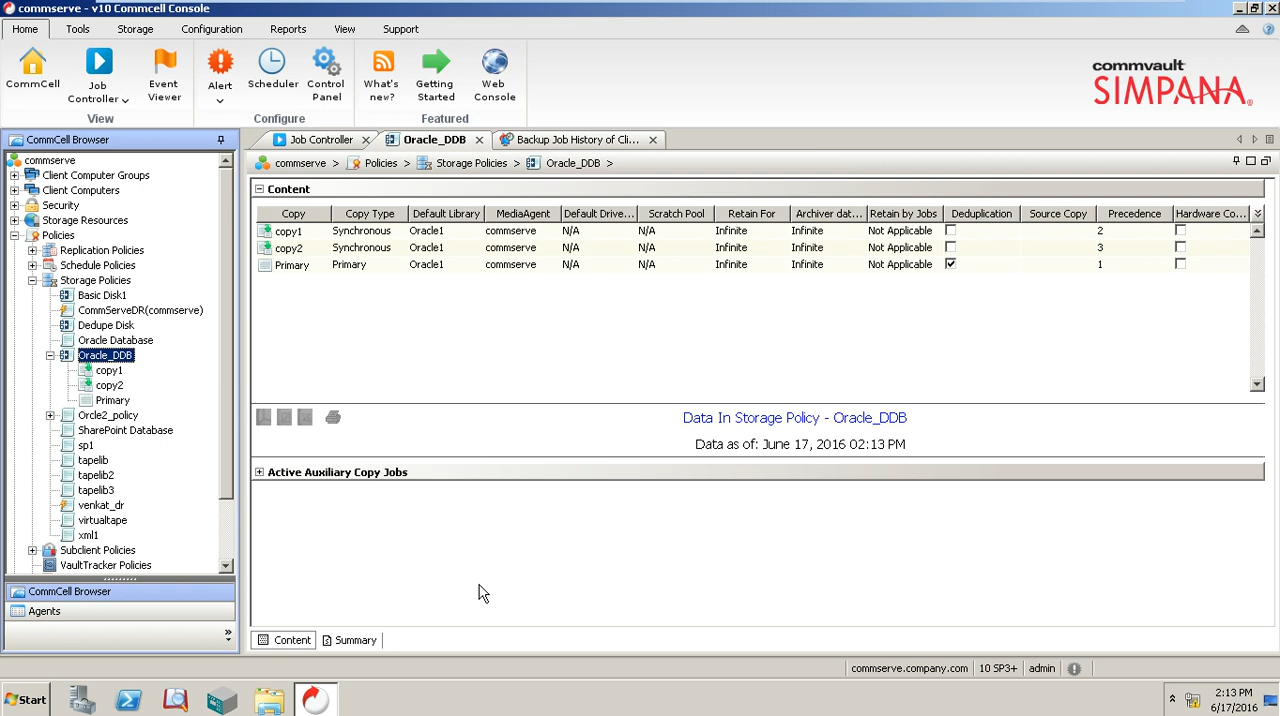 commserve - v10 Commcell Console
Home Tools Storage Configuration Reports View Support
CommCell
Job Controller
Event Viewer
Alert
Scheduler
Control Panel
What's new?
Getting Started
Web Console
View
Configure
Featured
commvault
SIMPANA
CommCell Browser
commserve
Client Computer Groups
Client Computers
Security
Storage Resources
Policies
Replication Policies
Schedule Policies
Storage Policies
Basic Disk1
CommServeDR(commserve)
Dedupe Disk
Oracle Database
Oracle_DDB
copy1
copy2
Primary
Orcle2_policy
SharePoint Database
sp1
tapelib
tapelib2
tapelib3
venkat_dr
virtualtape
xml1
Subclient Policies
VaultTracker Policies
CommCell Browser
Agents
Job Controller Oracle_DDB Backup Job History of Cli...
commserve > Policies > Storage Policies > Oracle_DDB >
Content
Copy Copy Type Default Library MediaAgent Default Drive... Scratch Pool Retain For Archiver dat... Retain by Jobs Deduplication Source Copy Precedence Hardware Co...
copy1 Synchronous Oracle1 commserve N/A N/A Infinite Infinite Not Applicable 2
copy2 Synchronous Oracle1 commserve N/A N/A Infinite Infinite Not Applicable 3
Primary Primary Oracle1 commserve N/A N/A Infinite Infinite Not Applicable 1
Data In Storage Policy - Oracle_DDB
Data as of: June 17, 2016 02:13 PM
Active Auxiliary Copy Jobs
Content Summary
commserve.company.com 10 SP3+ admin
Start
2:13 PM
6/17/2016